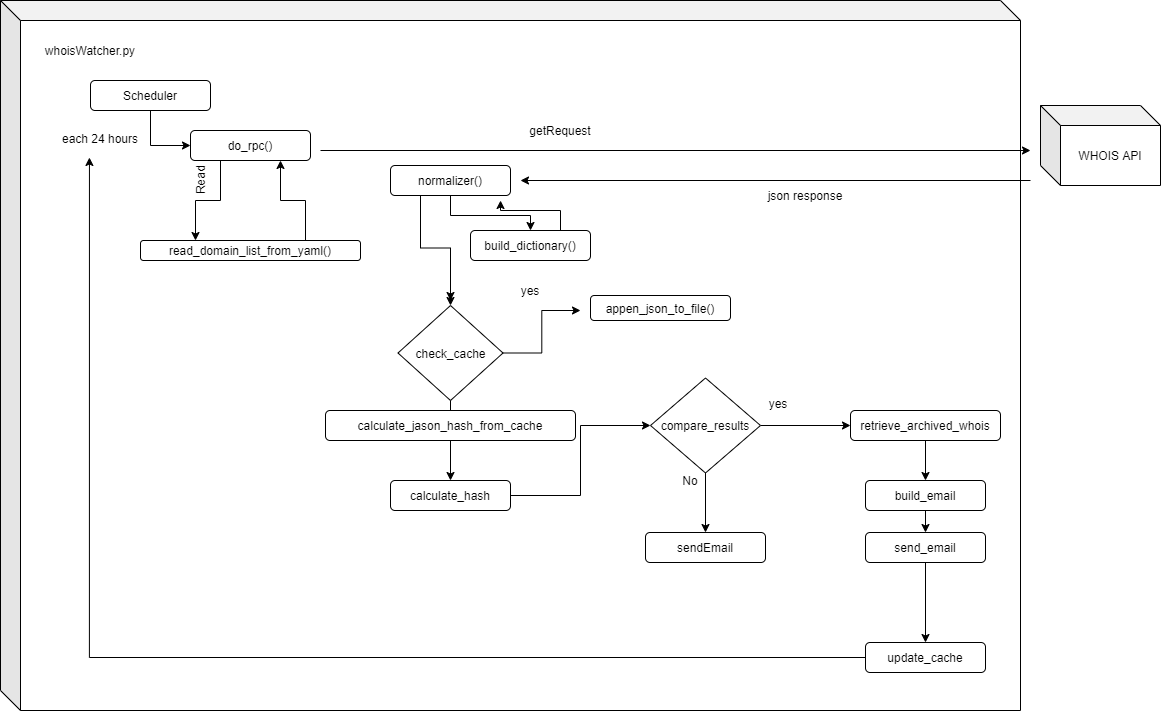 whoisWatcher.py
Scheduler
each 24 hours
do_rpc()
getRequest
WHOIS API
Read
normalizer()
json response
read_domain_list_from_yaml()
build_dictionary()
yes
appen_json_to_file()
check_cache
calculate_jason_hash_from_cache
compare_results
yes
retrieve_archived_whois
No
calculate_hash
build_email
sendEmail
send_email
update_cache